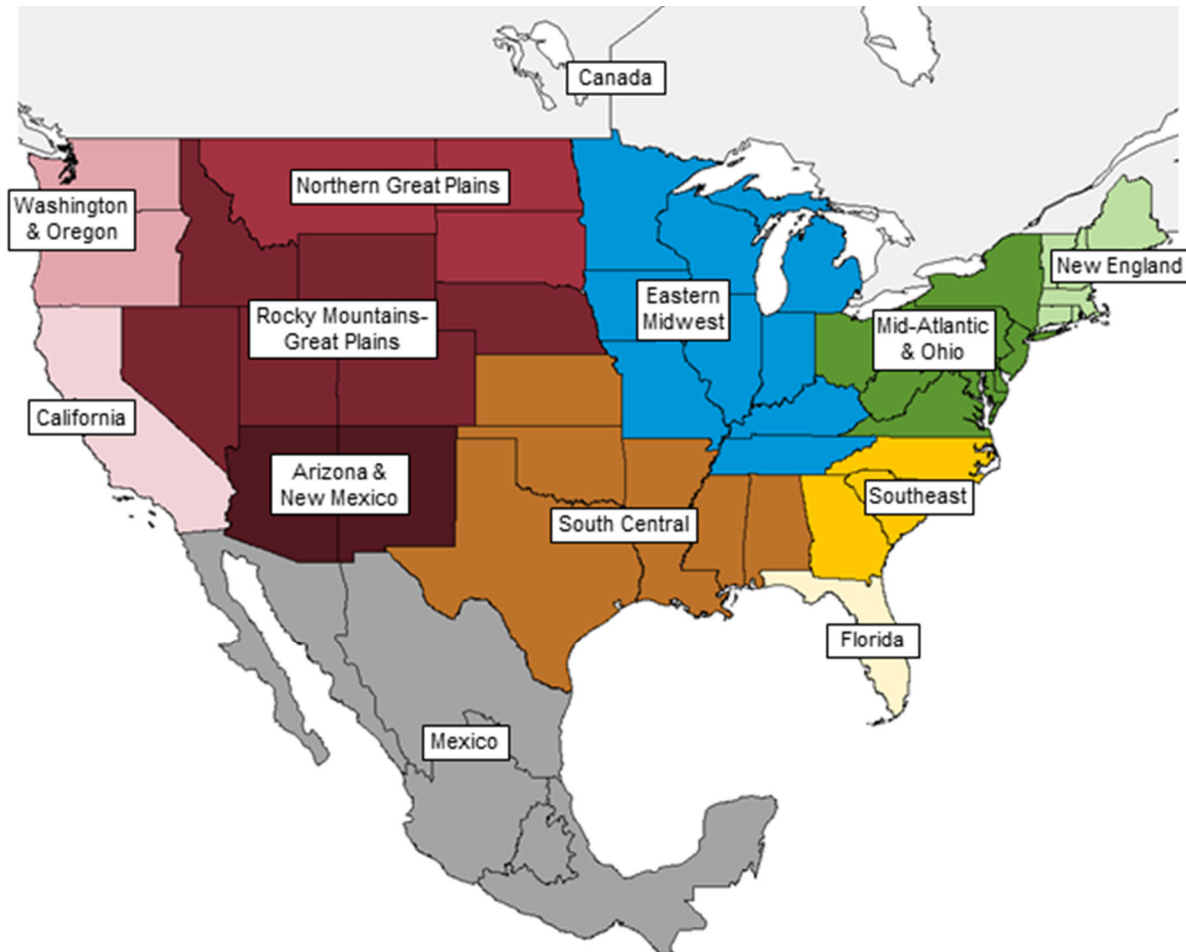 Canada
Northern Great Plains
Washington
& Oregon
New England
Eastern
Midwest
Rocky Mountains-
Great Plains
Mid-Atlantic
& Ohio
California
Arizona &
New Mexico
Southeast
South Central
Florida
Mexico